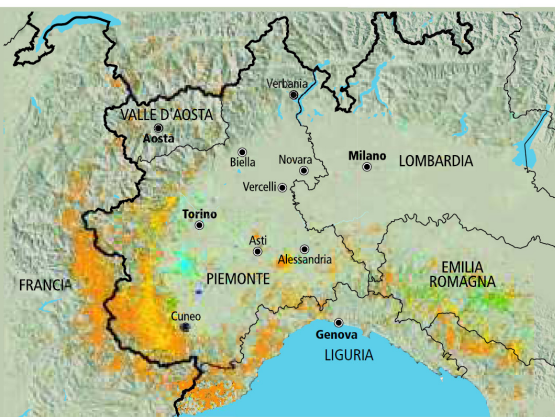 Verbania
VALLE D'AOSTA
Aosta
Biella
Novara
Milano
LOMBARDIA
Vercelli
Torino
Asti
Alessandria
FRANCIA
PIEMONTE
EMILIA
ROMAGNA
Cuneo
Genova
LIGURIA